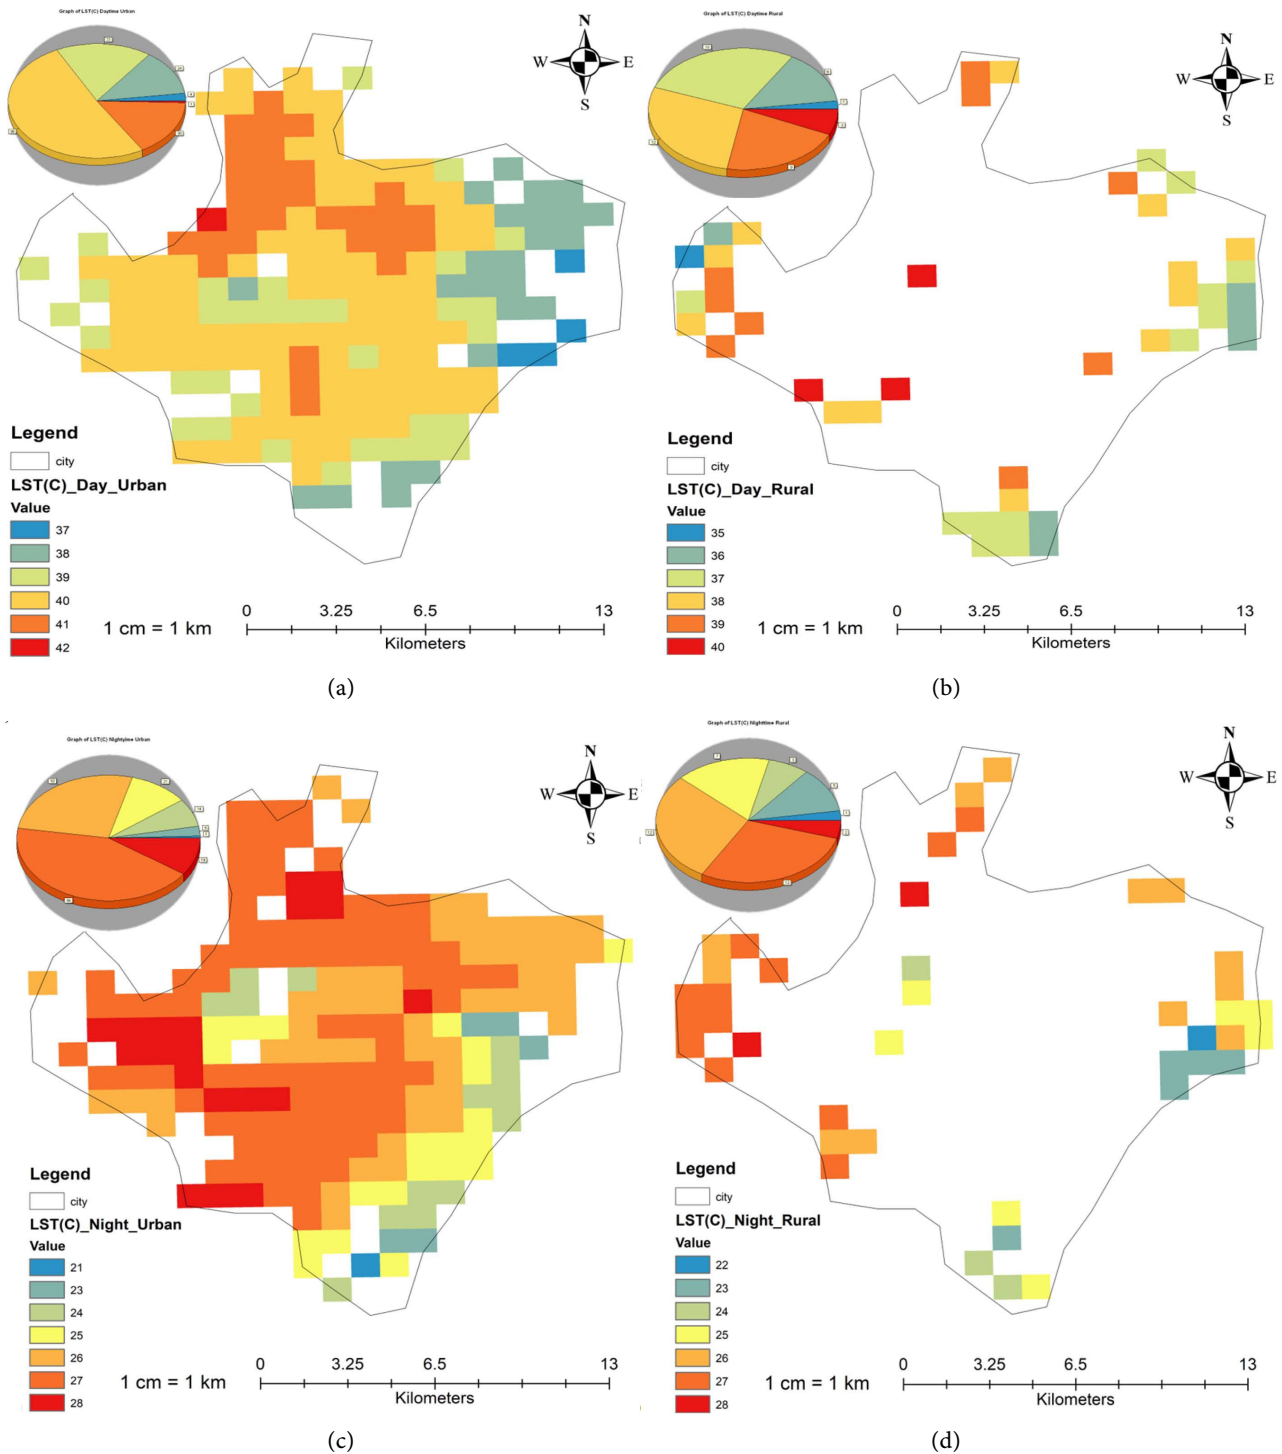 Graph of LST(C) Daytime Urban
N
W E
S
Legend
city
LST(C)_Day_Urban
Value
37
38
39
40
41
42
0 3.25 6.5 13
1 cm = 1 km
Kilometers
(a)
Graph of LST(C) Daytime Rural
N
W E
S
Legend
city
LST(C)_Day_Rural
Value
35
36
37
38
39
40
0 3.25 6.5 13
1 cm = 1 km
Kilometers
(b)
Graph of LST(C) Nightyime Urban
N
W E
S
Legend
city
LST(C)_Night_Urban
Value
21
23
24
25
26
27
28
0 3.25 6.5 13
1 cm = 1 km
Kilometers
(c)
Graph of LST(C) Nighttime Rural
N
W E
S
Legend
city
LST(C)_Night_Rural
Value
22
23
24
25
26
27
28
0 3.25 6.5 13
1 cm = 1 km
Kilometers
(d)